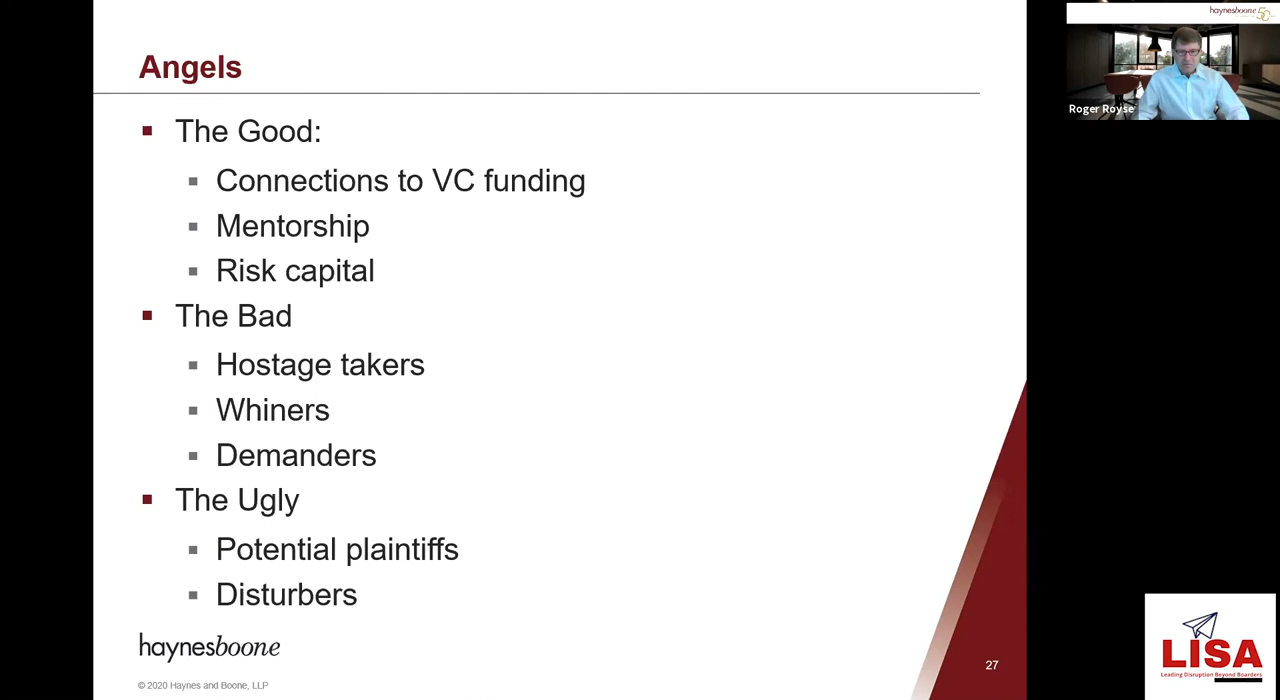 Angels
The Good:
Connections to VC funding
Mentorship
Risk capital
The Bad
Hostage takers
Whiners
Demanders
The Ugly
Potential plaintiffs
Disturbers
haynesboone
© 2020 Haynes and Boone, LLP
27
haynesboone 50
Roger Royse
LISA
Leading Disruption Beyond Boarders